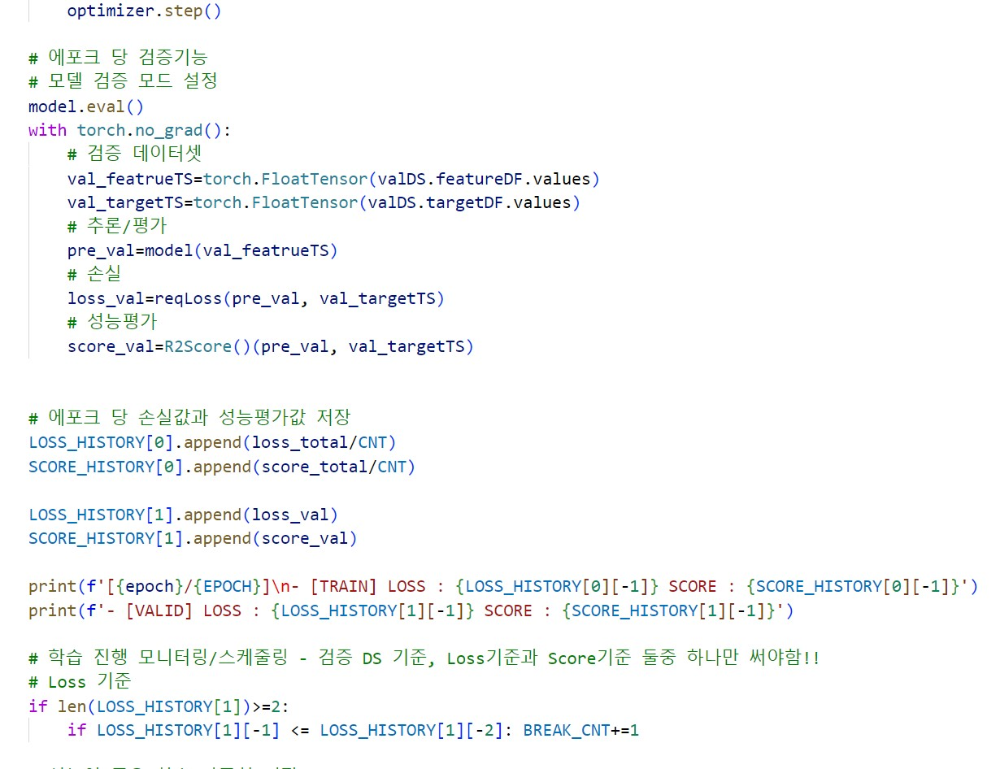 optimizer.step()
# 에포크 당 검증기능
# 모델 검증 모드 설정
model.eval()
with torch.no_grad():
# 검증 데이터셋
val_featrueTS=torch.FloatTensor(valDS.featureDF.values)
val_targetTS=torch.FloatTensor(valDS.targetDF.values)
# 추론/평가
pre_val=model(val_featrueTS)
# 손실
loss_val=reqLoss(pre_val, val_targetTS)
# 성능평가
score_val=R2Score()(pre_val, val_targetTS)
# 에포크 당 손실값과 성능평가값 저장
LOSS_HISTORY[0].append(loss_total/CNT)
SCORE_HISTORY[0].append(score_total/CNT)
LOSS_HISTORY[1].append(loss_val)
SCORE_HISTORY[1].append(score_val)
print(f'[{epoch}/{EPOCH}]\n- [TRAIN] LOSS : {LOSS_HISTORY[0][-1]} SCORE : {SCORE_HISTORY[0][-1]}')
print(f'- [VALID] LOSS : {LOSS_HISTORY[1][-1]} SCORE : {SCORE_HISTORY[1][-1]}')
# 학습 진행 모니터링/스케줄링 - 검증 DS 기준, Loss기준과 Score기준 둘중 하나만 써야함!!
# Loss 기준
if len(LOSS_HISTORY[1])>=2:
if LOSS_HISTORY[1][-1] <= LOSS_HISTORY[1][-2]: BREAK_CNT+=1